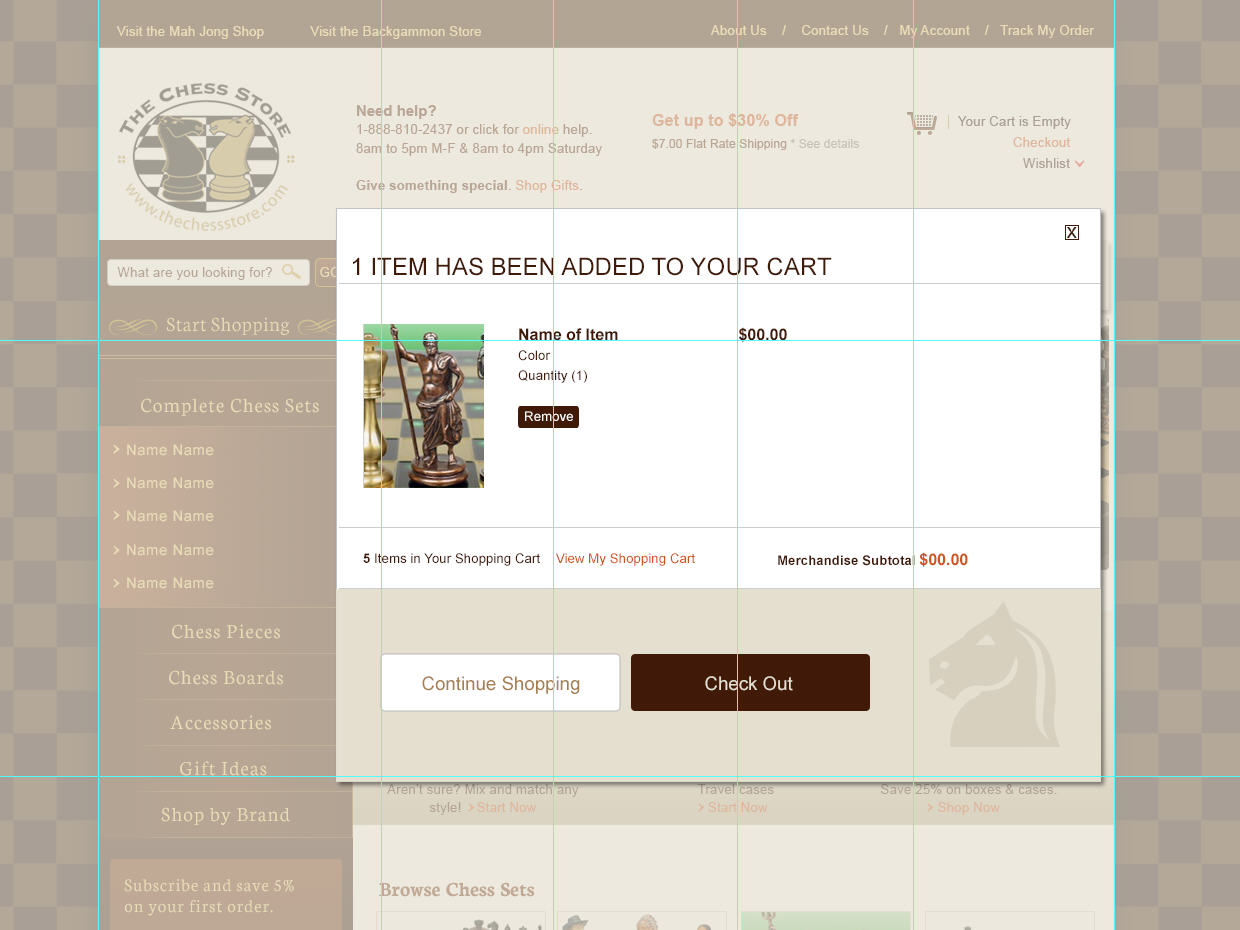 Visit the Mah Jong Shop
Visit the Backgammon Store
About Us / Contact Us / My Account / Track My Order
THE CHESS STORE
www.thechessstore.com
Need help?
1-888-810-2437 or click for online help.
8am to 5pm M-F & 8am to 4pm Saturday
Give something special. Shop Gifts.
Get up to $30% Off
$7.00 Flat Rate Shipping * See details
Your Cart is Empty
Checkout
Wishlist
What are you looking for?
GO
Start Shopping
Complete Chess Sets
Name Name
Name Name
Name Name
Name Name
Name Name
Chess Pieces
Chess Boards
Accessories
Gift Ideas
Shop by Brand
Subscribe and save 5%
on your first order.
X
1 ITEM HAS BEEN ADDED TO YOUR CART
Name of Item $00.00
Color
Quantity (1)
Remove
5 Items in Your Shopping Cart View My Shopping Cart
Merchandise Subtotal $00.00
Continue Shopping
Check Out
Aren't sure? Mix and match any
style! > Start Now
Travel cases
> Start Now
Save 25% on boxes & cases.
> Shop Now
Browse Chess Sets